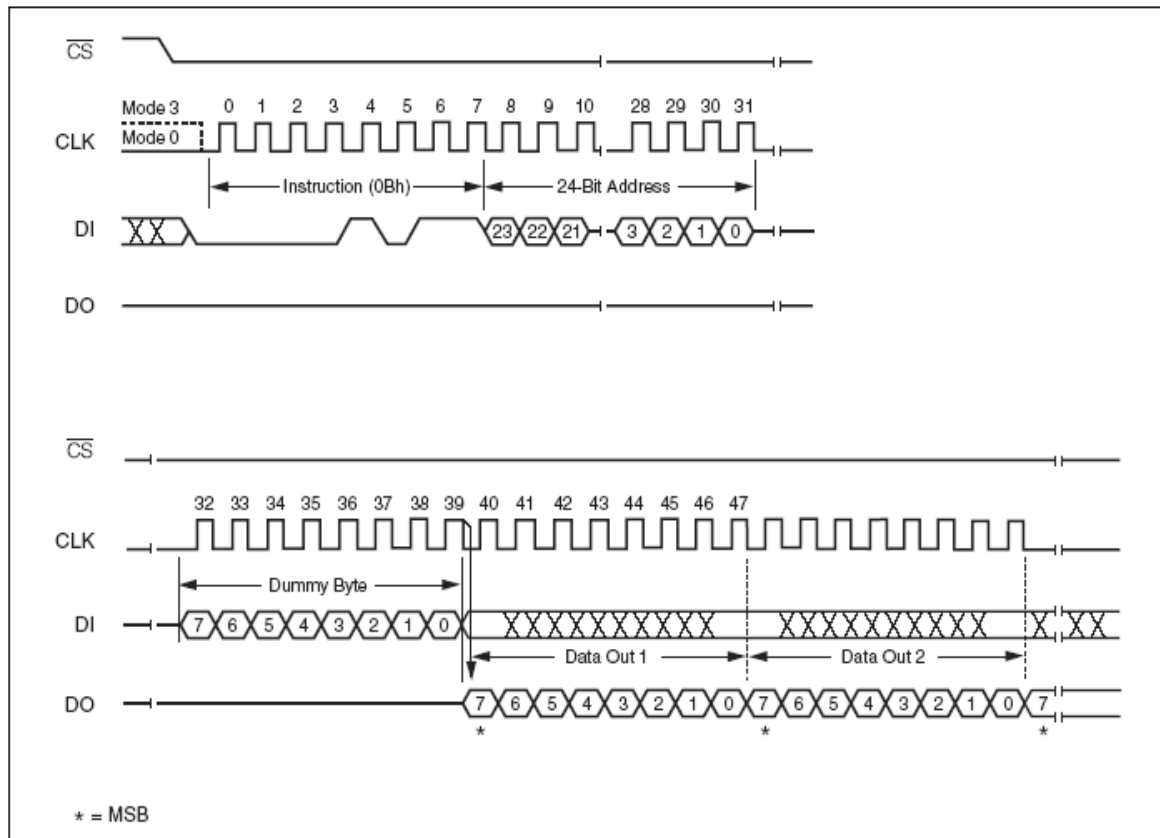 CS
Mode 3
0 1 2 3 4 5 6 7 8 9 10 28 29 30 31
CLK
Mode 0
Instruction (0Bh)
24-Bit Address
DI
23 22 21 3 2 1 0
DO
CS
32 33 34 35 36 37 38 39 40 41 42 43 44 45 46 47
CLK
Dummy Byte
DI
7 6 5 4 3 2 1 0
Data Out 1
Data Out 2
DO
7 6 5 4 3 2 1 0 7 6 5 4 3 2 1 0 7
* * *
* = MSB